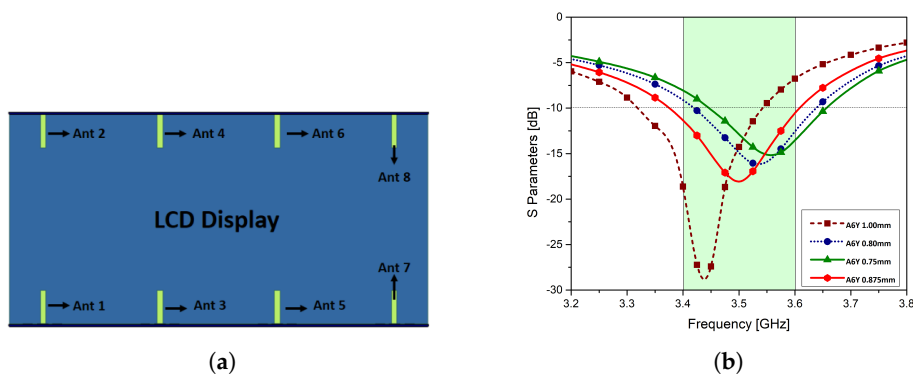 Ant 2
Ant 4
Ant 6
Ant 8
LCD Display
Ant 7
Ant 1
Ant 3
Ant 5
(a)
0
-5
-10
-15
-20
-25
-30
S Parameters [dB]
A6Y 1.00mm
A6Y 0.80mm
A6Y 0.75mm
A6Y 0.875mm
3.2 3.3 3.4 3.5 3.6 3.7 3.8
Frequency [GHz]
(b)